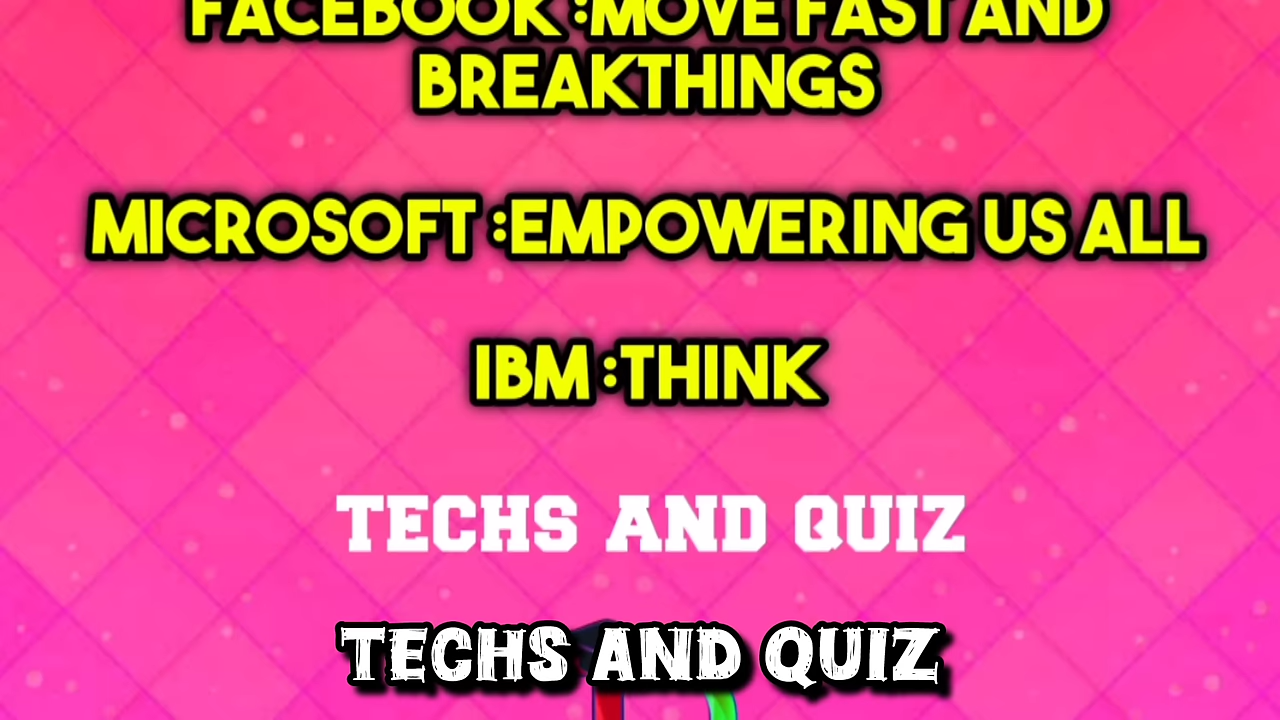 FACEBOOK :MOVE FAST AND
BREAKTHINGS
MICROSOFT :EMPOWERING US ALL
IBM :THINK
TECHS AND QUIZ
TECHS AND QUIZ